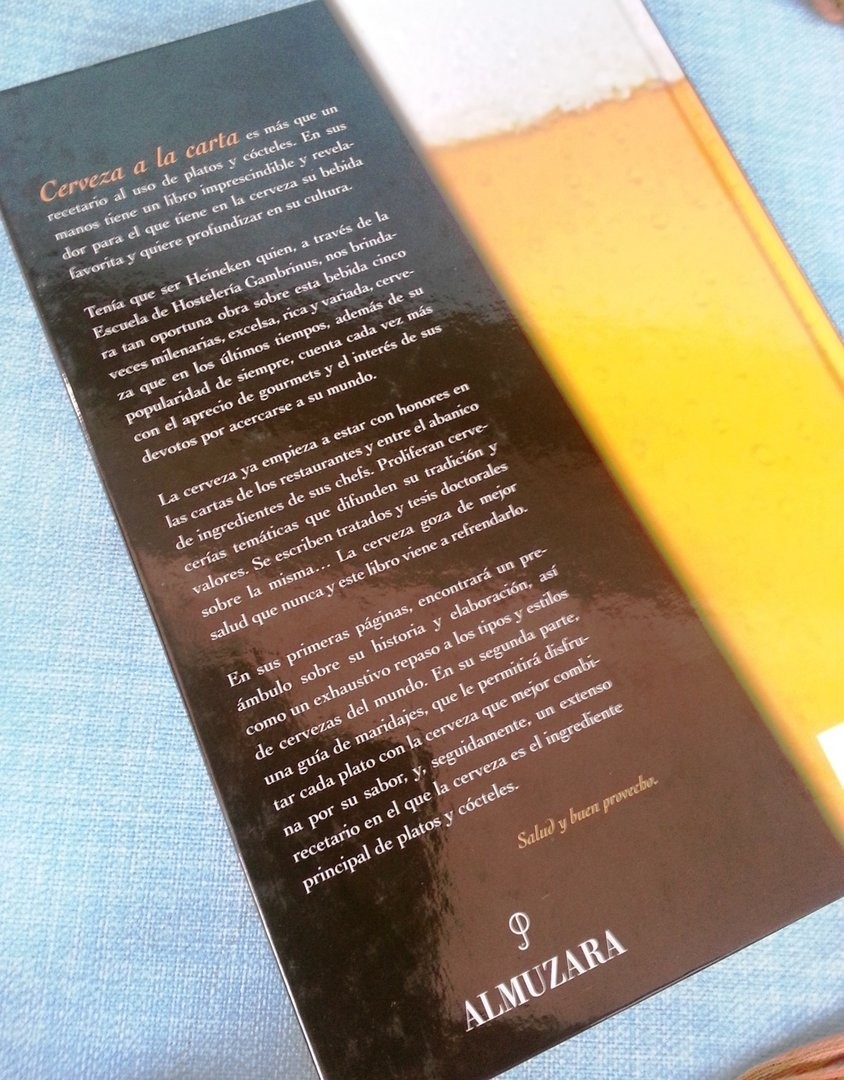 Cerveza a la carta es más que un
recetario al uso de platos y cócteles. En sus
manos tiene un libro imprescindible y revela-
dor para el que tiene en la cerveza su bebida
favorita y quiere profundizar en su cultura.
Tenía que ser Heineken quien, a través de la
Escuela de Hostelería Gambrinus, nos brinda-
ra tan oportuna obra sobre esta bebida cinco
veces milenarias, excelsa, rica y variada, cerve-
za que en los últimos tiempos, además de su
popularidad de siempre, cuenta cada vez más
con el aprecio de gourmets y el interés de sus
devotos por acercarse a su mundo.
La cerveza ya empieza a estar con honores en
las cartas de los restaurantes y entre el abanico
de ingredientes de sus chefs. Proliferan cerve-
cerías temáticas que difunden su tradición y
valores. Se escriben tratados y tesis doctorales
sobre la misma... La cerveza goza de mejor
salud que nunca y este libro viene a refrendarlo.
En sus primeras páginas, encontrará un pre-
ámbulo sobre su historia y elaboración, así
como un exhaustivo repaso a los tipos y estilos
de cervezas del mundo. En su segunda parte,
una guía de maridajes, que le permitirá disfru-
tar cada plato con la cerveza que mejor combi-
na por su sabor, y, seguidamente, un extenso
recetario en el que la cerveza es el ingrediente
principal de platos y cócteles.
Salud y buen provecho.
ALMUZARA